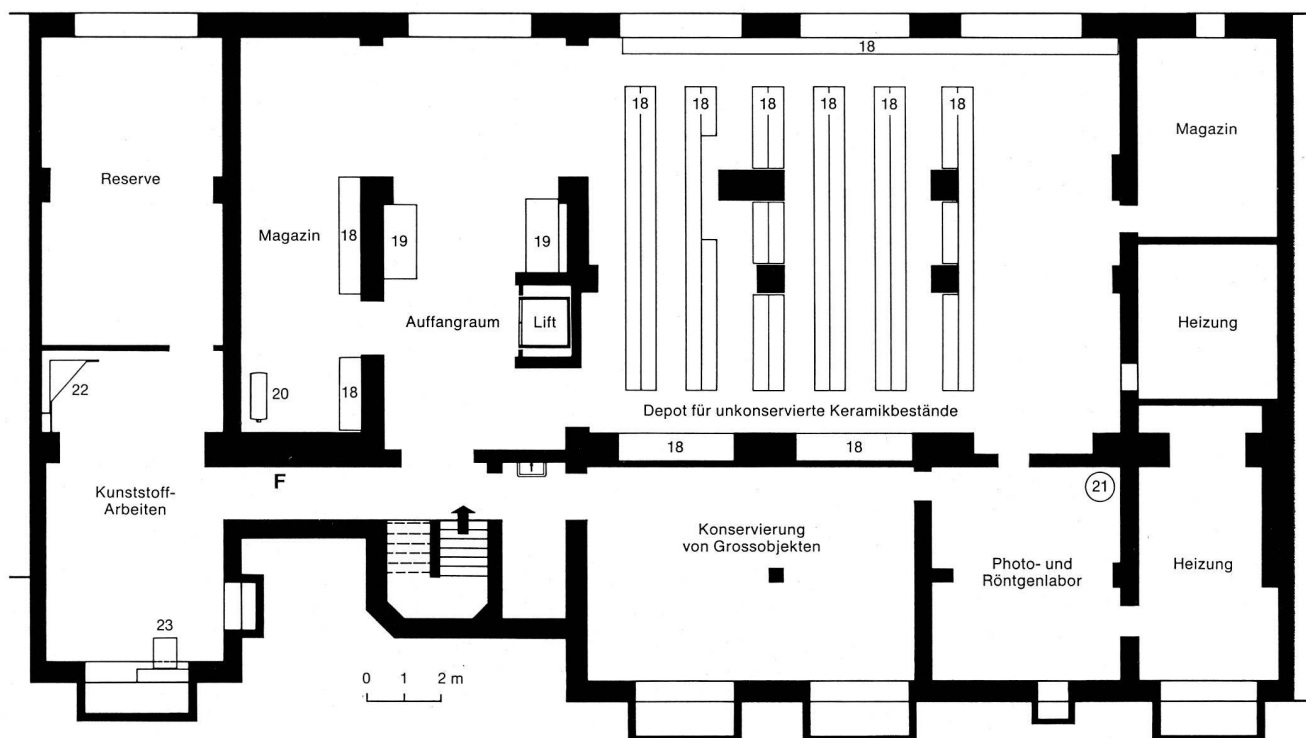 18
18
18
18
18
18
18
Reserve
Magazin
Magazin
18
19
19
Auffangraum
Lift
Heizung
22
20
18
Depot für unkonservierte Keramikbestände
18
18
F
Kunststoff-
Arbeiten
21
Konservierung
von Grossobjekten
Photo- und
Röntgenlabor
Heizung
23
0 1 2 m